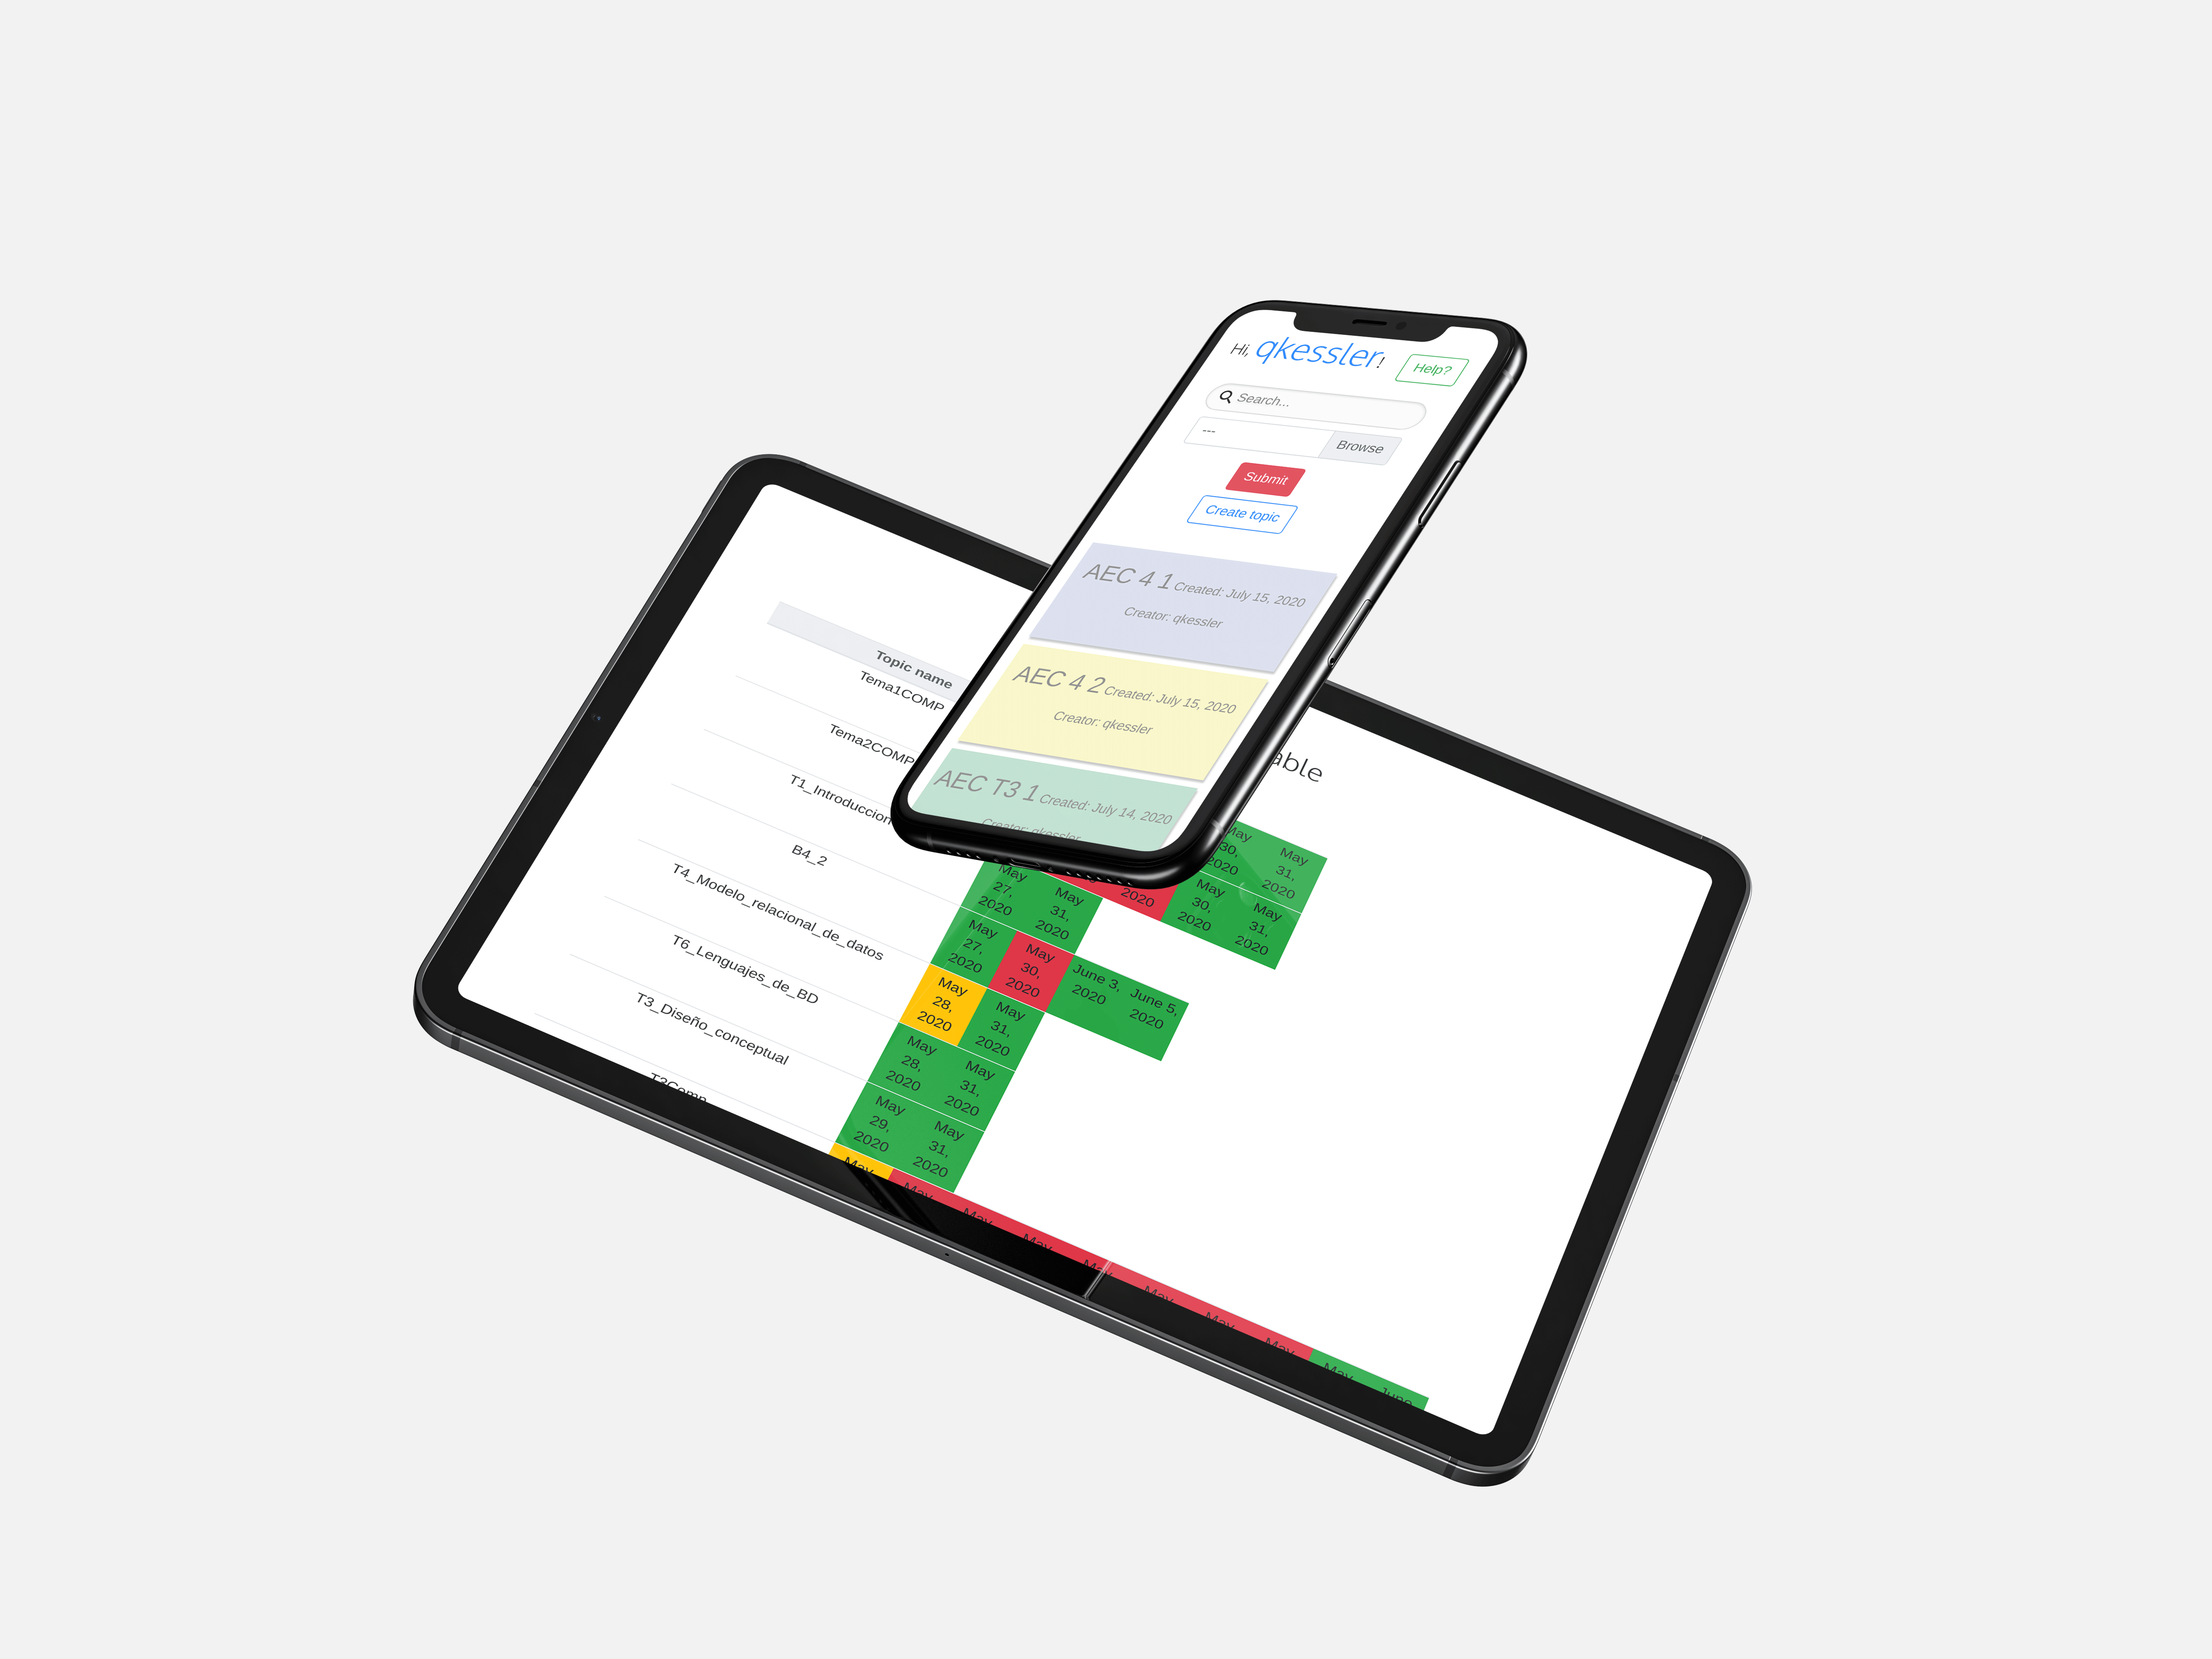 Hi, qkessler!
Help?
Search...
---
Browse
Submit
Create topic
AEC 4 1 Created: July 15, 2020
Creator: qkessler
AEC 4 2 Created: July 15, 2020
Creator: qkessler
AEC T3 1 Created: July 14, 2020
Creator: qkessler
able
Topic name
Tema1COMP
Tema2COMP
T1_Introduccion
B4_2
T4_Modelo_relacional_de_datos
T6_Lenguajes_de_BD
T3_Diseño_conceptual
T2Comp
May
30,
2020
May
31,
2020
May
27,
2020
May
31,
2020
2020
May
30,
2020
May
31,
2020
May
27,
2020
May
30,
2020
June 3,
2020
June 5,
2020
May
28,
2020
May
31,
2020
May
28,
2020
May
31,
2020
May
29,
2020
May
31,
2020
May
May
May
May
May
May
May
May
May
June